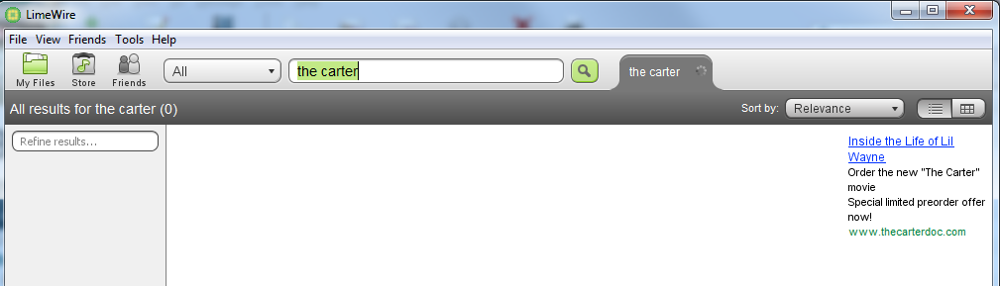 LimeWire
File View Friends Tools Help
My Files Store Friends All the carter the carter
All results for the carter (0) Sort by: Relevance
Refine results...
Inside the Life of Lil
Wayne
Order the new "The Carter"
movie
Special limited preorder offer
now!
www.thecarterdoc.com